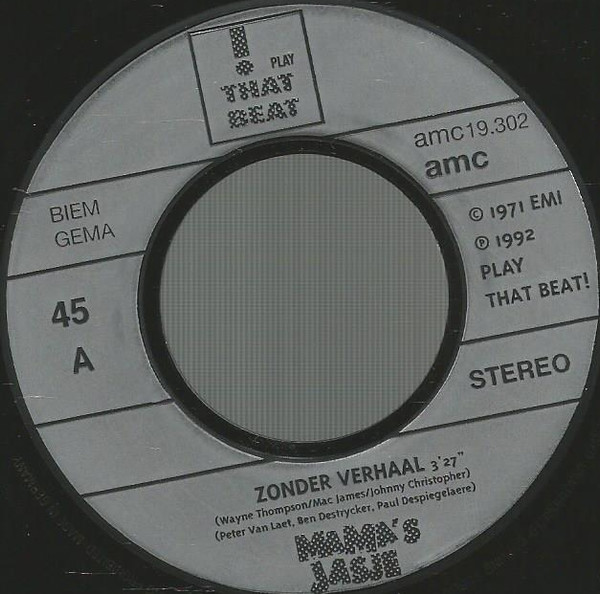 ! PLAY
THAT
BEAT
amc19.302
amc
BIEM
GEMA
© 1971 EMI
℗ 1992
PLAY
THAT BEAT!
45
A
STEREO
ZONDER VERHAAL 3'27"
(Wayne Thompson/Mac James/Johnny Christopher)
(Peter Van Laet, Ben Destrycker, Paul Despiegelaere)
MAMA'S
JASJE